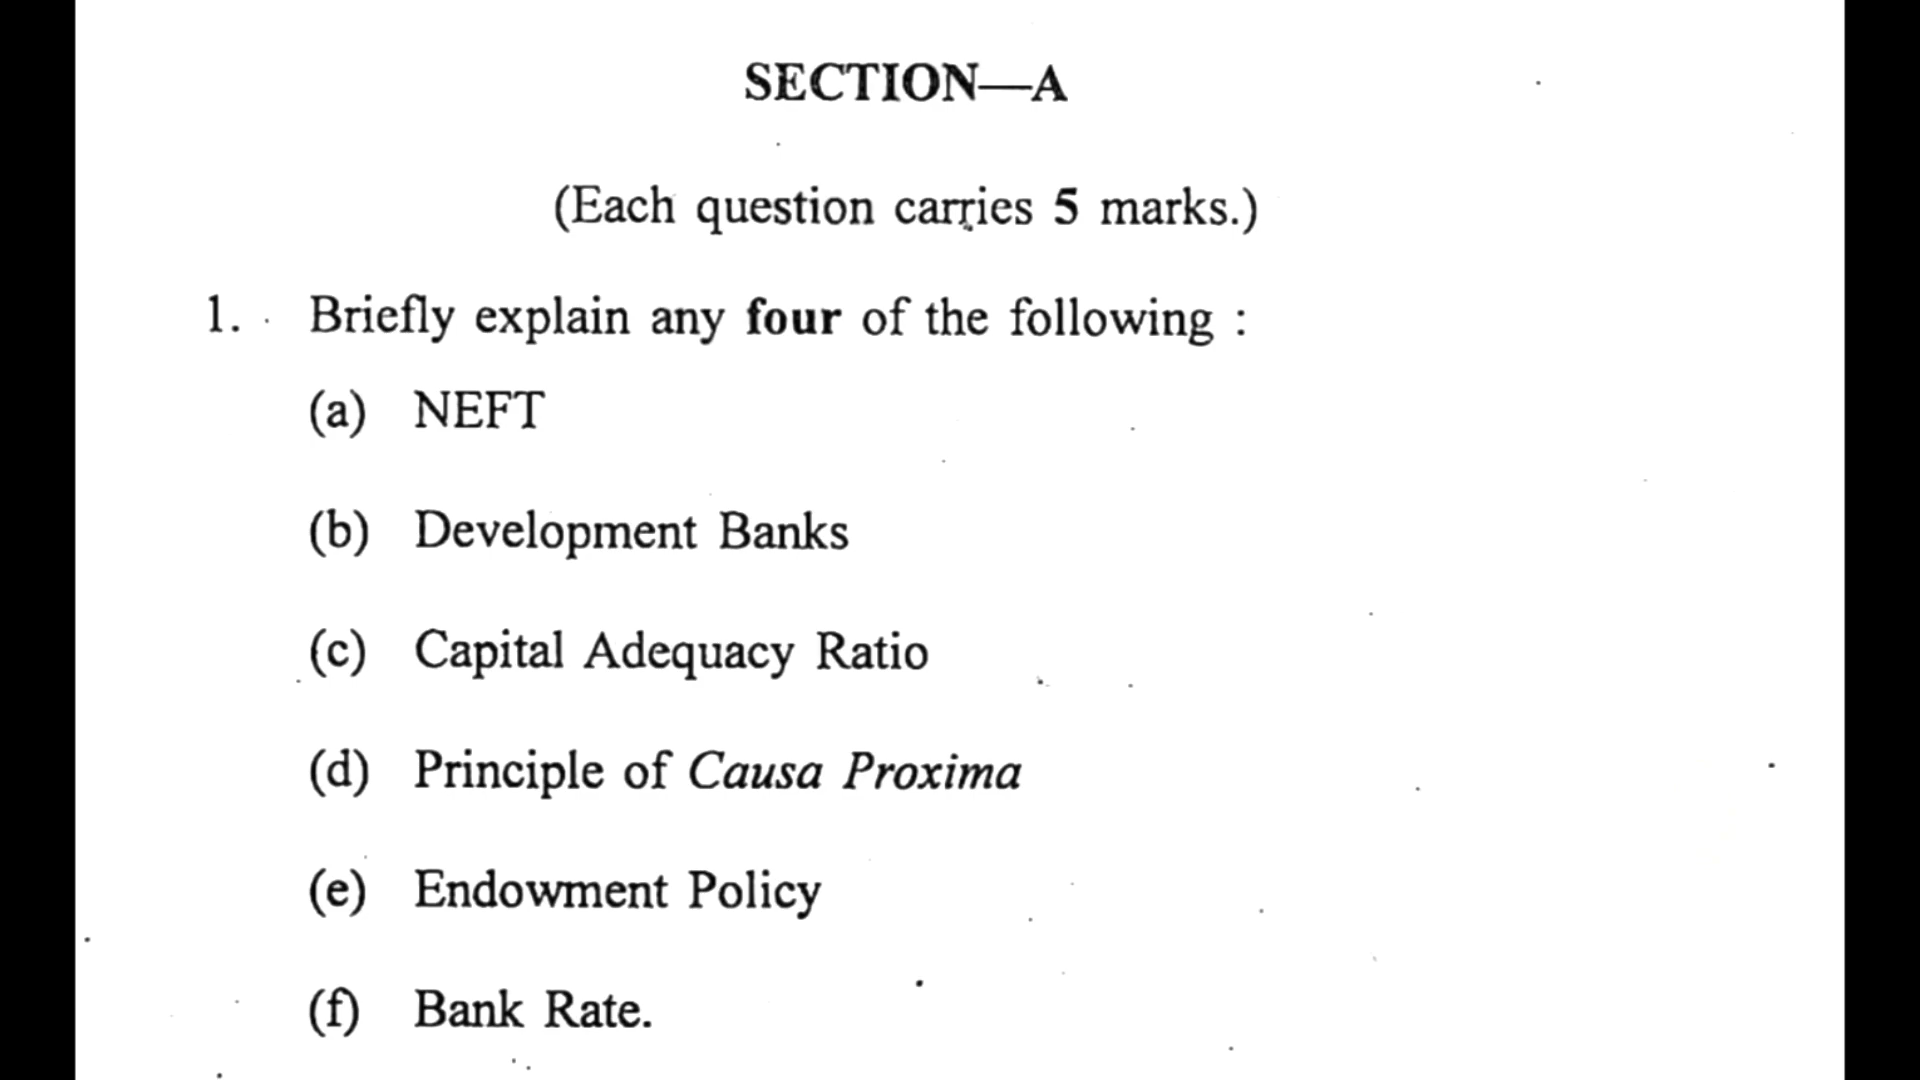 SECTION—A
(Each question carries 5 marks.)
1. Briefly explain any four of the following :
(a) NEFT
(b) Development Banks
(c) Capital Adequacy Ratio
(d) Principle of Causa Proxima
(e) Endowment Policy
(f) Bank Rate.